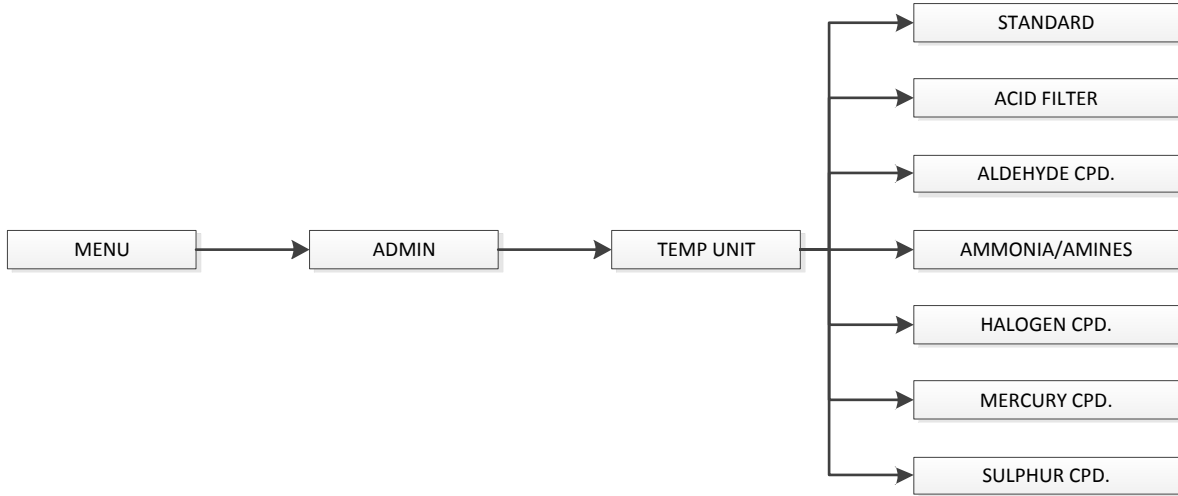 STANDARD
ACID FILTER
ALDEHYDE CPD.
MENU
ADMIN
TEMP UNIT
AMMONIA/AMINES
HALOGEN CPD.
MERCURY CPD.
SULPHUR CPD.